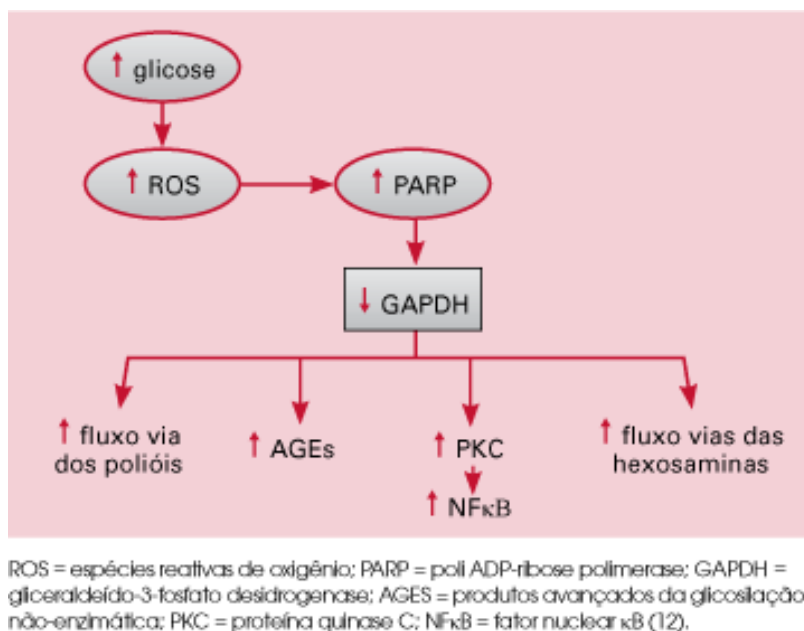 ↑ glicose
↑ ROS
↑ PARP
↓ GAPDH
↑ fluxo via
dos polióis
↑ AGEs
↑ PKC
↑ NFκB
↑ fluxo vias das
hexosaminas
ROS = espécies reativas de oxigênio; PARP = poli ADP-ribose polimerase; GAPDH =
gliceraldeído-3-fosfato desidrogenase; AGES = produtos avançados da glicosilação
não-enzimática; PKC = proteína quinase C; NFκB = fator nuclear κB (12).